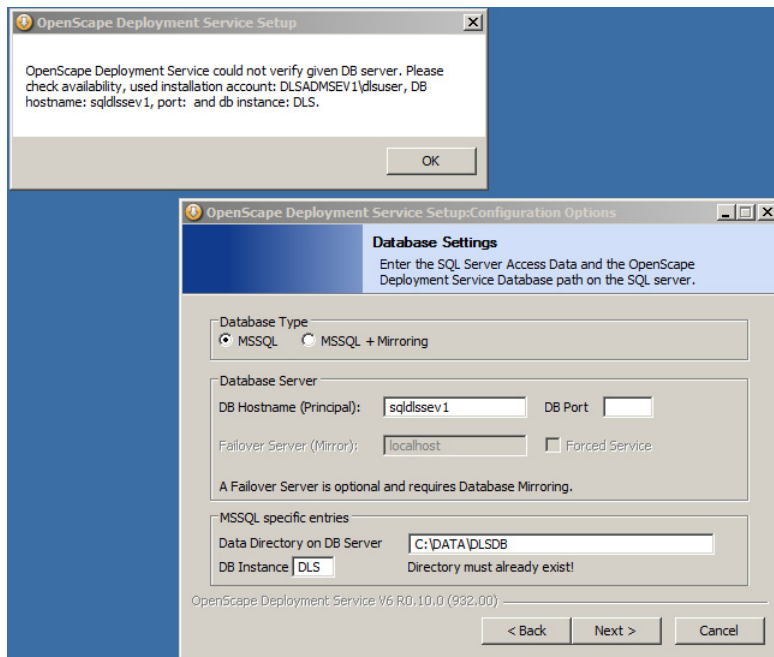 OpenScape Deployment Service Setup
OpenScape Deployment Service could not verify given DB server. Please
check availability, used installation account: DLSADMSEV1\dlsuser, DB
hostname: sqldlssev1, port:  and db instance: DLS.
OK
OpenScape Deployment Service Setup:Configuration Options
Database Settings
Enter the SQL Server Access Data and the OpenScape
Deployment Service Database path on the SQL server.
Database Type
MSSQL MSSQL + Mirroring
Database Server
DB Hostname (Principal): sqldlssev1 DB Port
Failover Server (Mirror): localhost Forced Service
A Failover Server is optional and requires Database Mirroring.
MSSQL specific entries
Data Directory on DB Server C:\DATA\DLSDB
DB Instance DLS Directory must already exist!
OpenScape Deployment Service V6 R0.10.0 (932.00)
< Back Next > Cancel